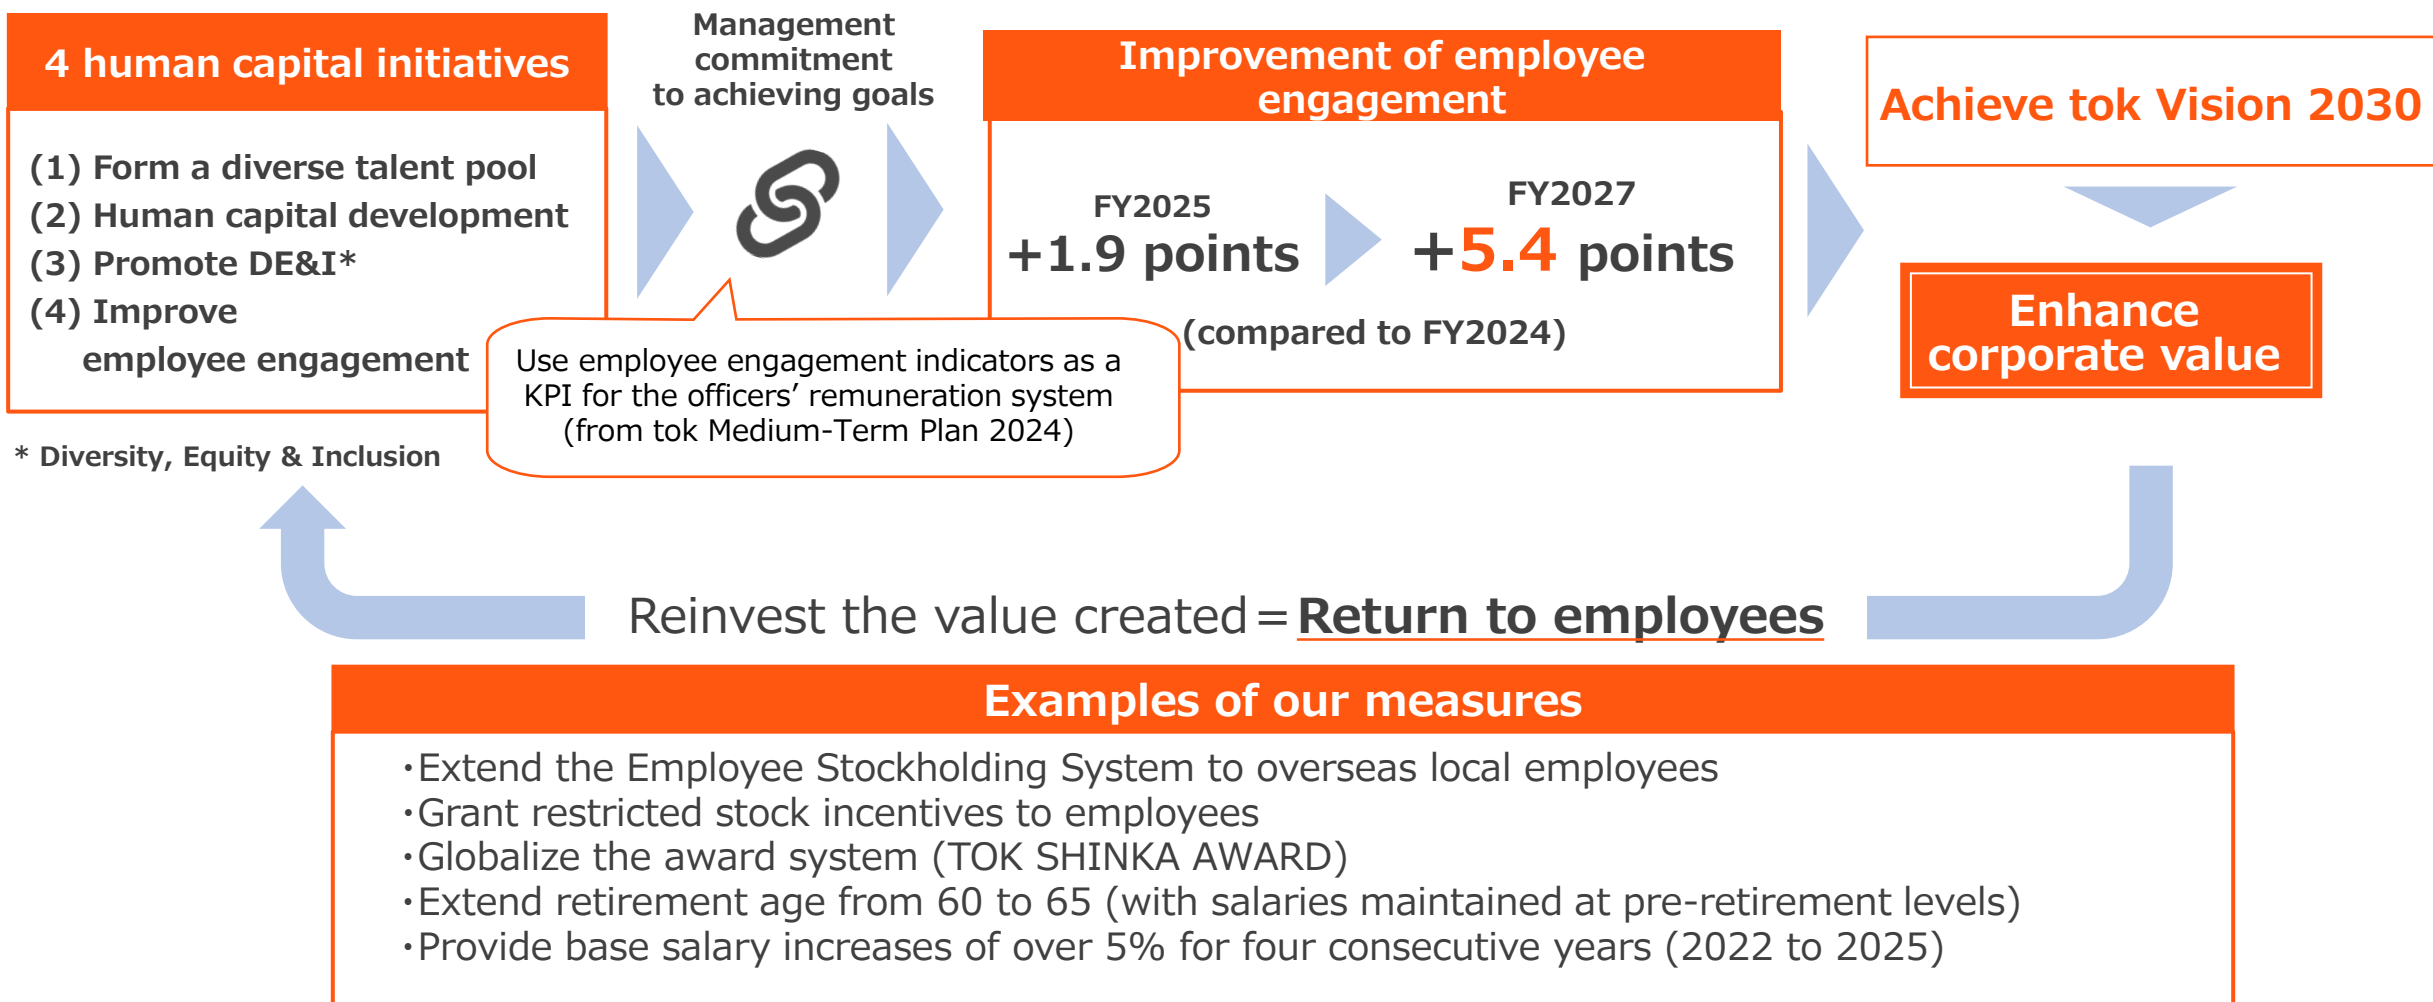 4 human capital initiatives
(1) Form a diverse talent pool
(2) Human capital development
(3) Promote DE&I*
(4) Improve
employee engagement
* Diversity, Equity & Inclusion
Management
commitment
to achieving goals
Use employee engagement indicators as a
KPI for the officers’ remuneration system
(from tok Medium-Term Plan 2024)
Improvement of employee
engagement
FY2025
+1.9 points
FY2027
+5.4 points
(compared to FY2024)
Achieve tok Vision 2030
Enhance
corporate value
Reinvest the value created=Return to employees
Examples of our measures
・Extend the Employee Stockholding System to overseas local employees
・Grant restricted stock incentives to employees
・Globalize the award system (TOK SHINKA AWARD)
・Extend retirement age from 60 to 65 (with salaries maintained at pre-retirement levels)
・Provide base salary increases of over 5% for four consecutive years (2022 to 2025)